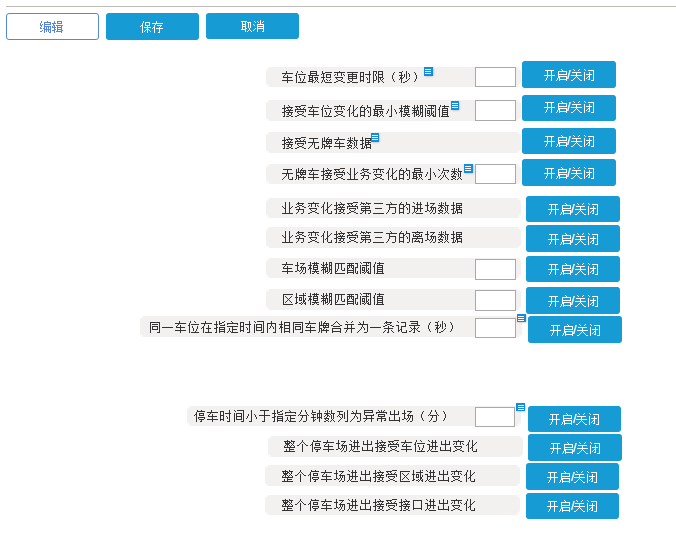 编辑 保存 取消
车位最短变更时限（秒） 开启/关闭
接受车位变化的最小模糊阈值 开启/关闭
接受无牌车数据 开启/关闭
无牌车接受业务变化的最小次数 开启/关闭
业务变化接受第三方的进场数据 开启/关闭
业务变化接受第三方的离场数据 开启/关闭
车场模糊匹配阈值 开启/关闭
区域模糊匹配阈值 开启/关闭
同一车位在指定时间内相同车牌合并为一条记录（秒） 开启/关闭
停车时间小于指定分钟数列为异常出场（分） 开启/关闭
整个停车场进出接受车位进出变化 开启/关闭
整个停车场进出接受区域进出变化 开启/关闭
整个停车场进出接受接口进出变化 开启/关闭